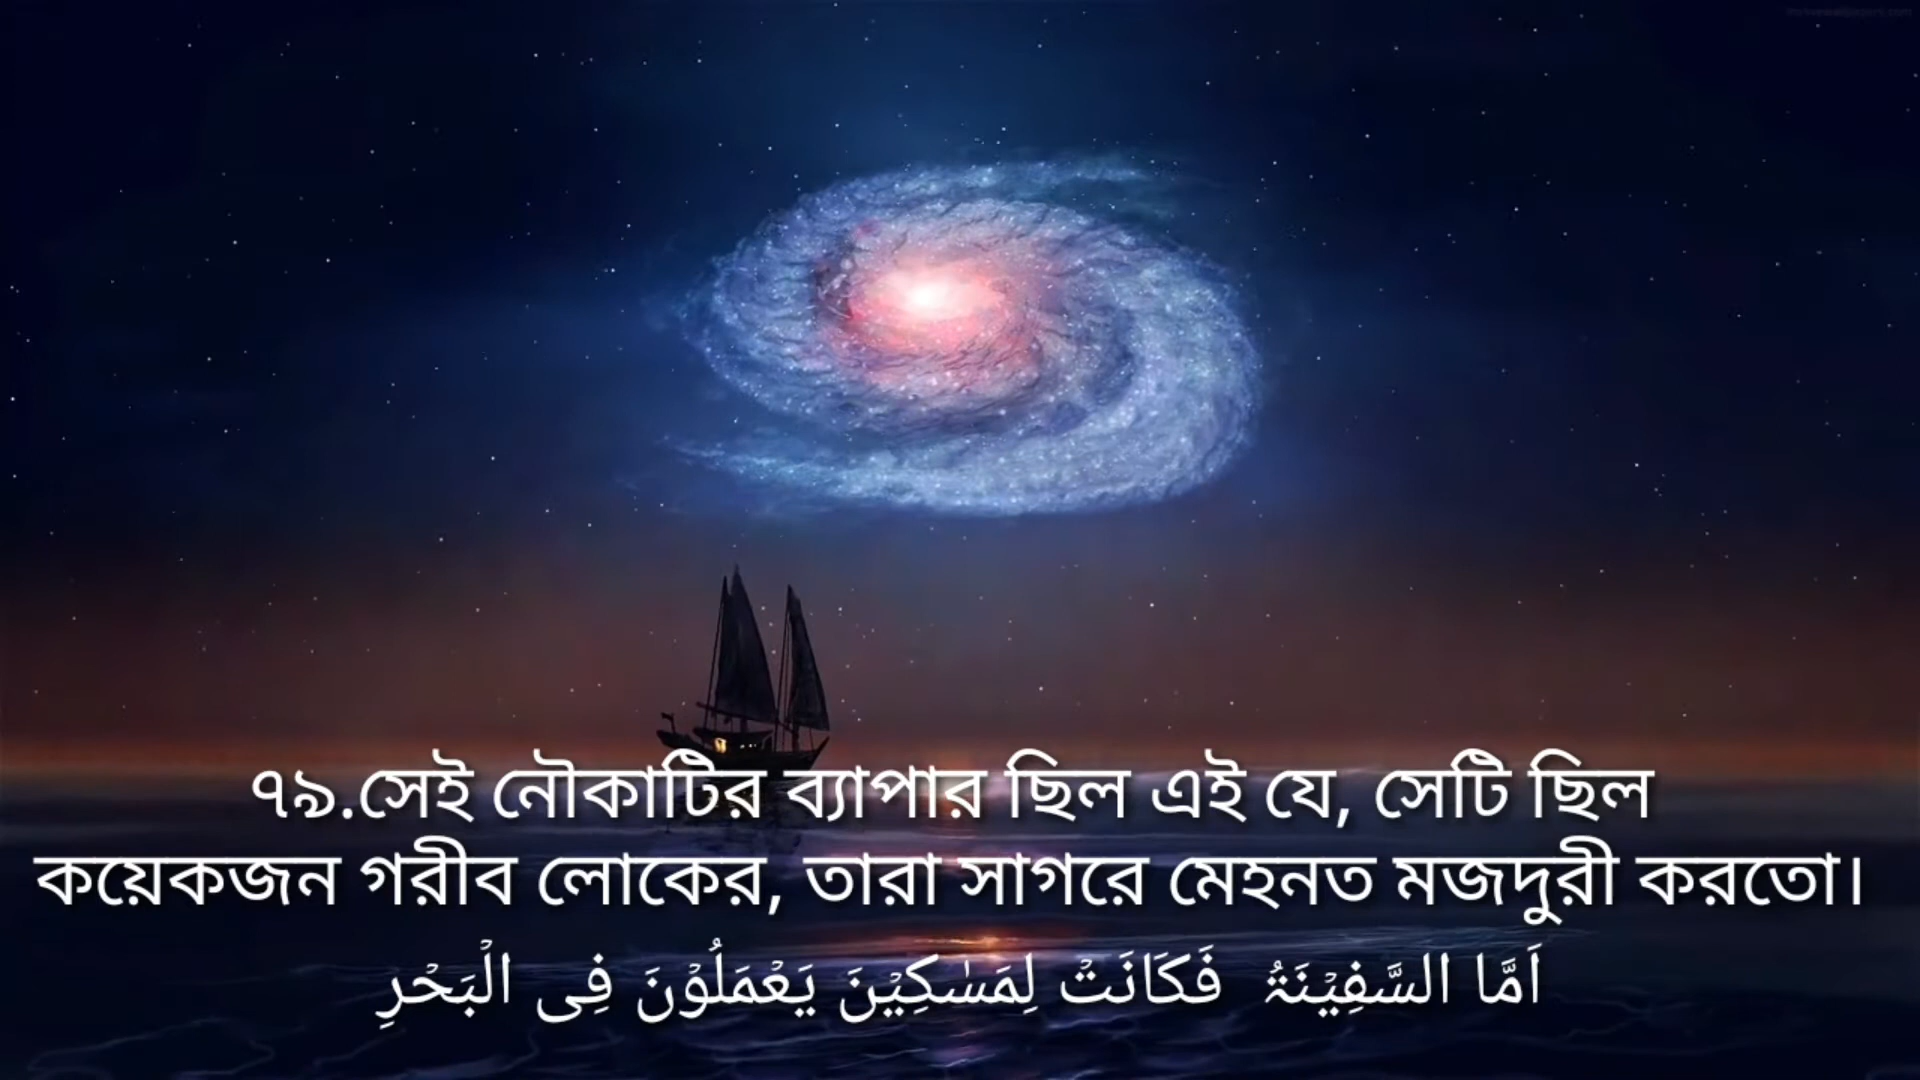 ৭৯.সেই নৌকাটির ব্যাপার ছিল এই যে, সেটি ছিল
কয়েকজন গরীব লোকের, তারা সাগরে মেহনত মজদুরী করতো।
اَمَّا السَّفِیۡنَۃُ فَکَانَتۡ لِمَسٰکِیۡنَ یَعۡمَلُوۡنَ فِی الۡبَحۡرِ